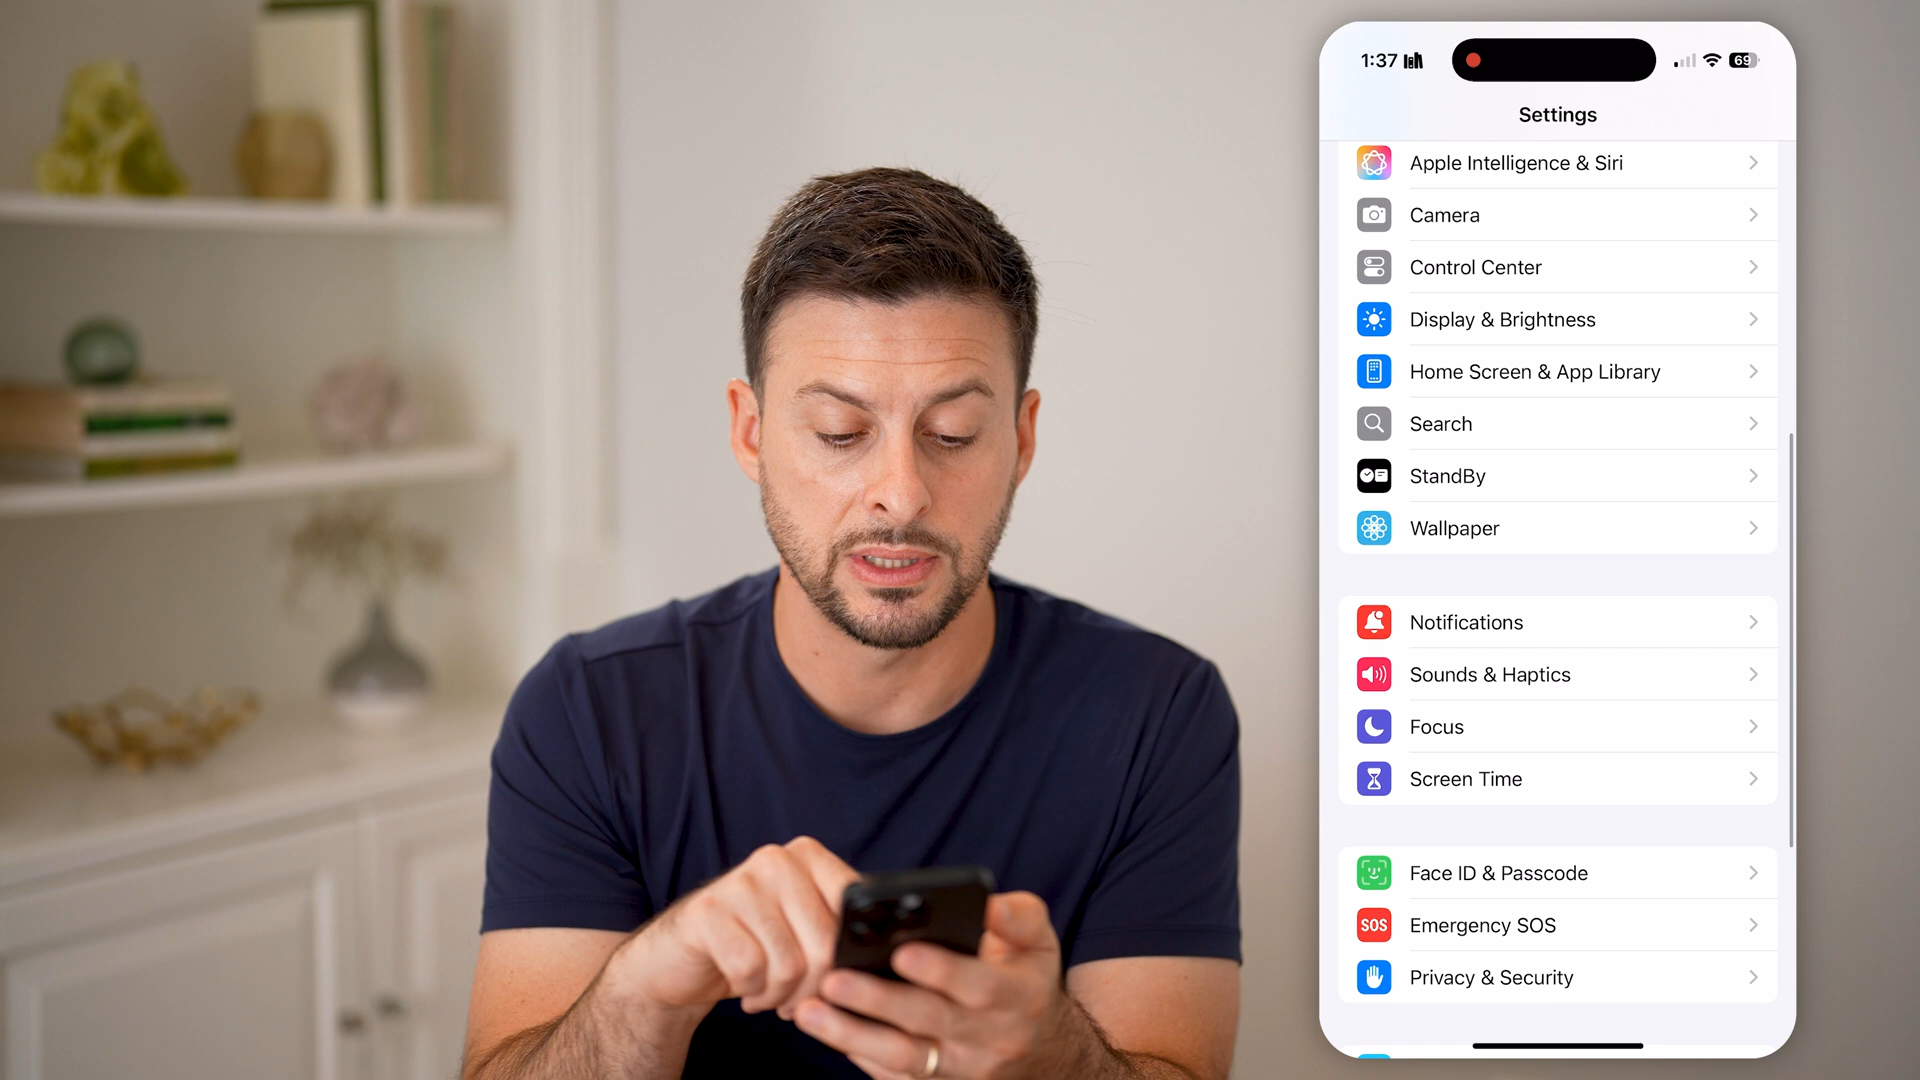 1:37
69
Settings
Apple Intelligence & Siri
Camera
Control Center
Display & Brightness
Home Screen & App Library
Search
StandBy
Wallpaper
Notifications
Sounds & Haptics
Focus
Screen Time
Face ID & Passcode
SOS Emergency SOS
Privacy & Security